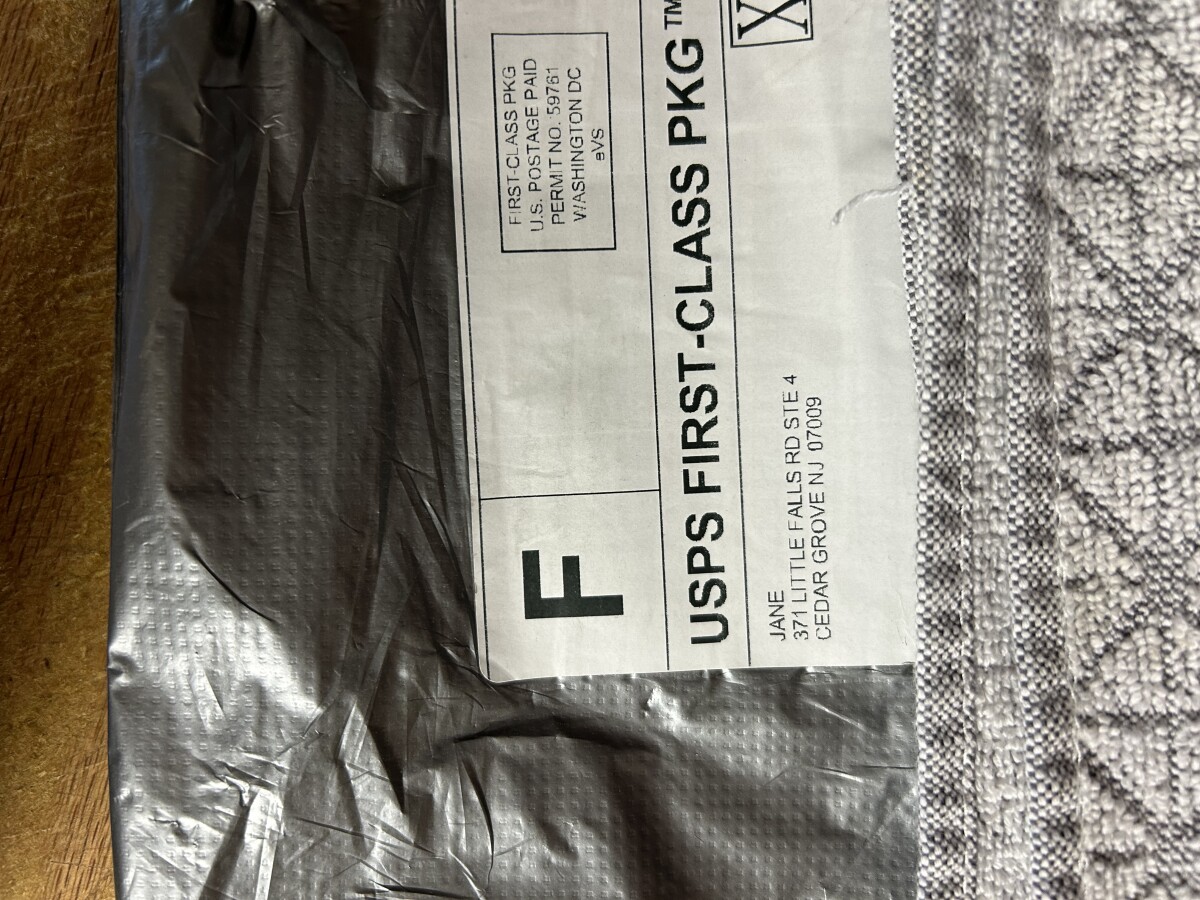 F
FIRST-CLASS PKG
U.S. POSTAGE PAID
PERMIT NO. 59761
WASHINGTON DC
eVS
USPS FIRST-CLASS PKG™
JANE
371 LITTLE FALLS RD STE 4
CEDAR GROVE NJ 07009
X